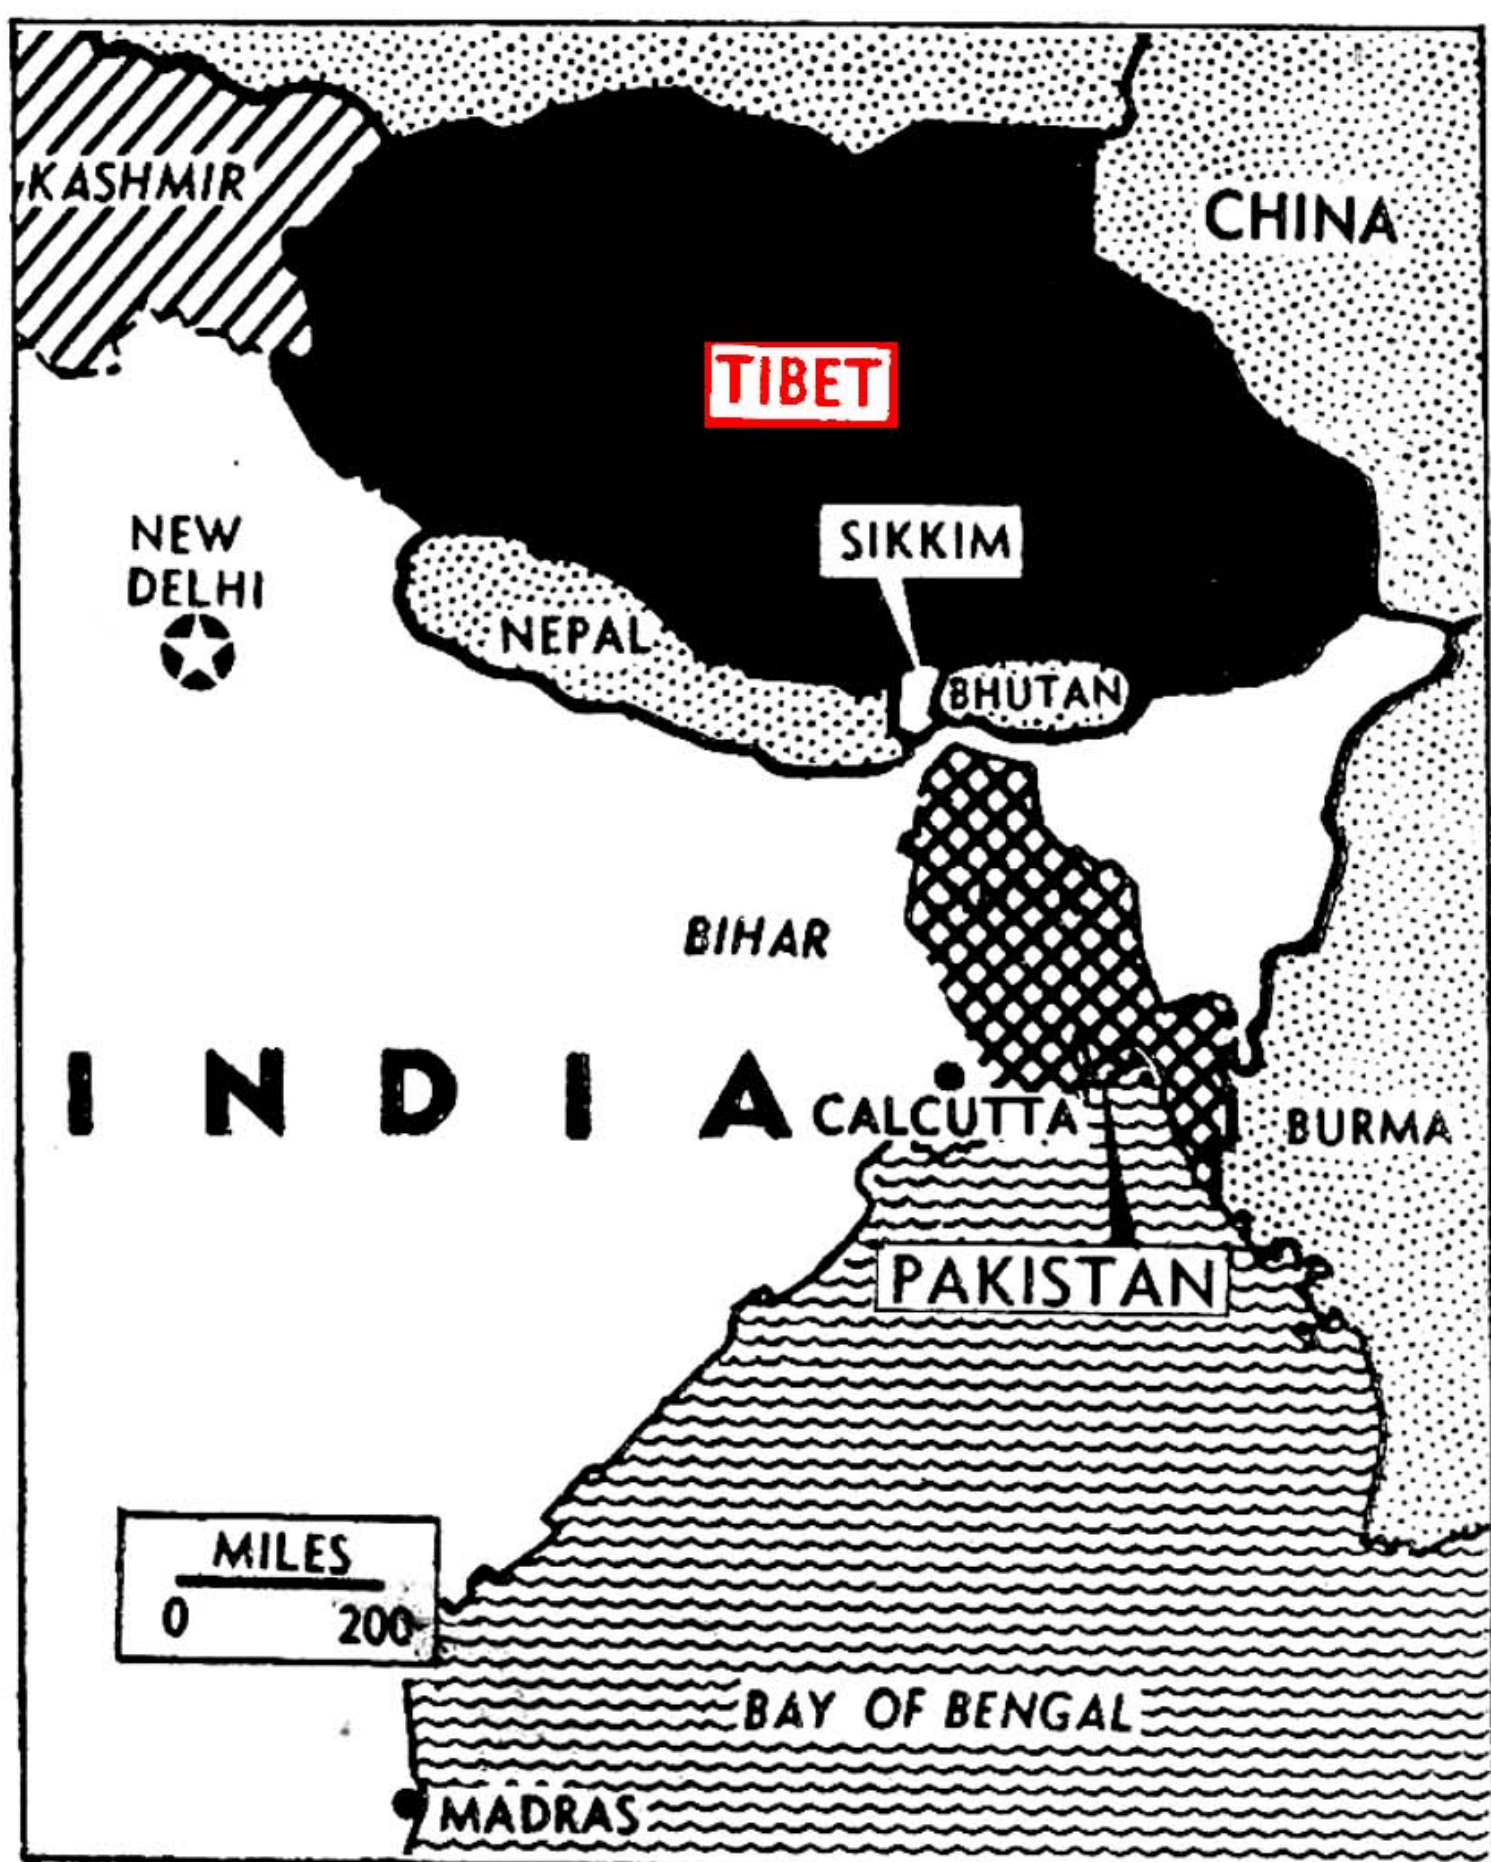 KASHMIR
CHINA
TIBET
SIKKIM
NEW
DELHI
NEPAL
BHUTAN
BIHAR
INDIA
CALCUTTA
BURMA
PAKISTAN
MILES
0 200
BAY OF BENGAL
MADRAS